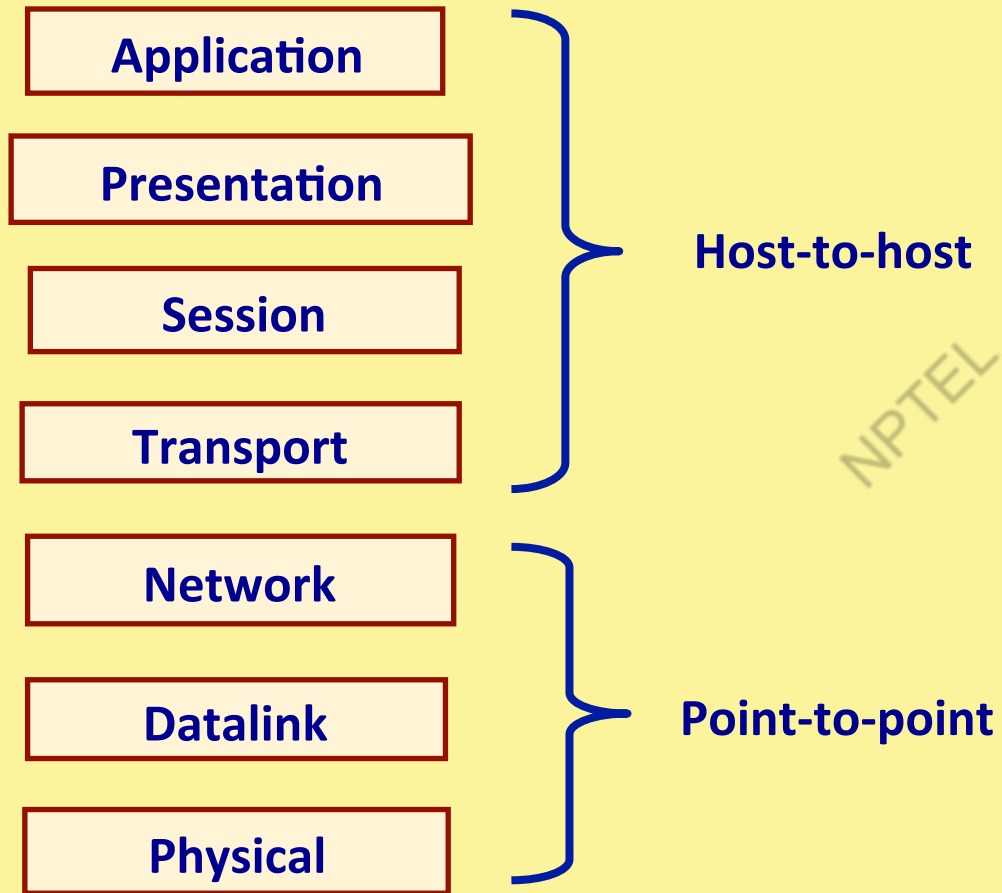 Application
Presentation
Session
Transport
Host-to-host
NPTEL
Network
Datalink
Physical
Point-to-point